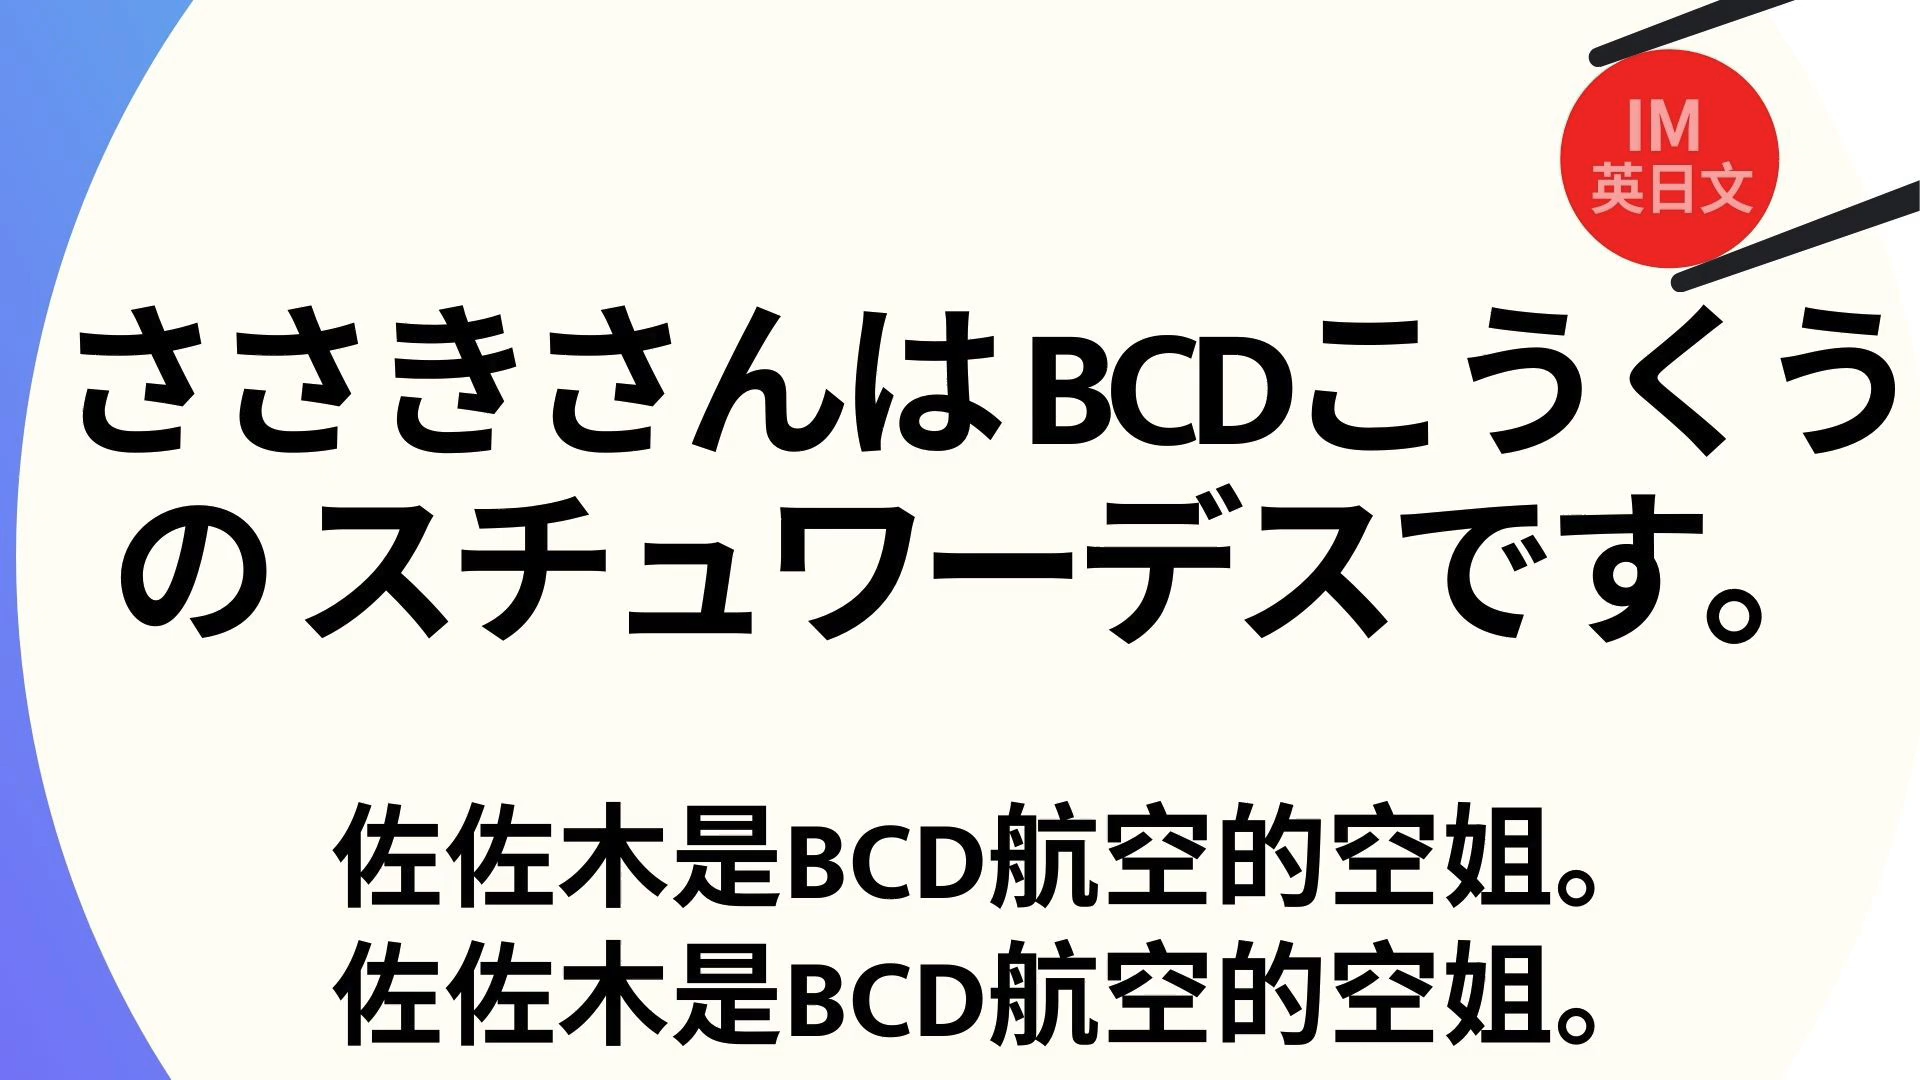 IM
英日文
ささきさんは BCDこうくう
の スチュワーデスです。
佐佐木是BCD航空的空姐。
佐佐木是BCD航空的空姐。